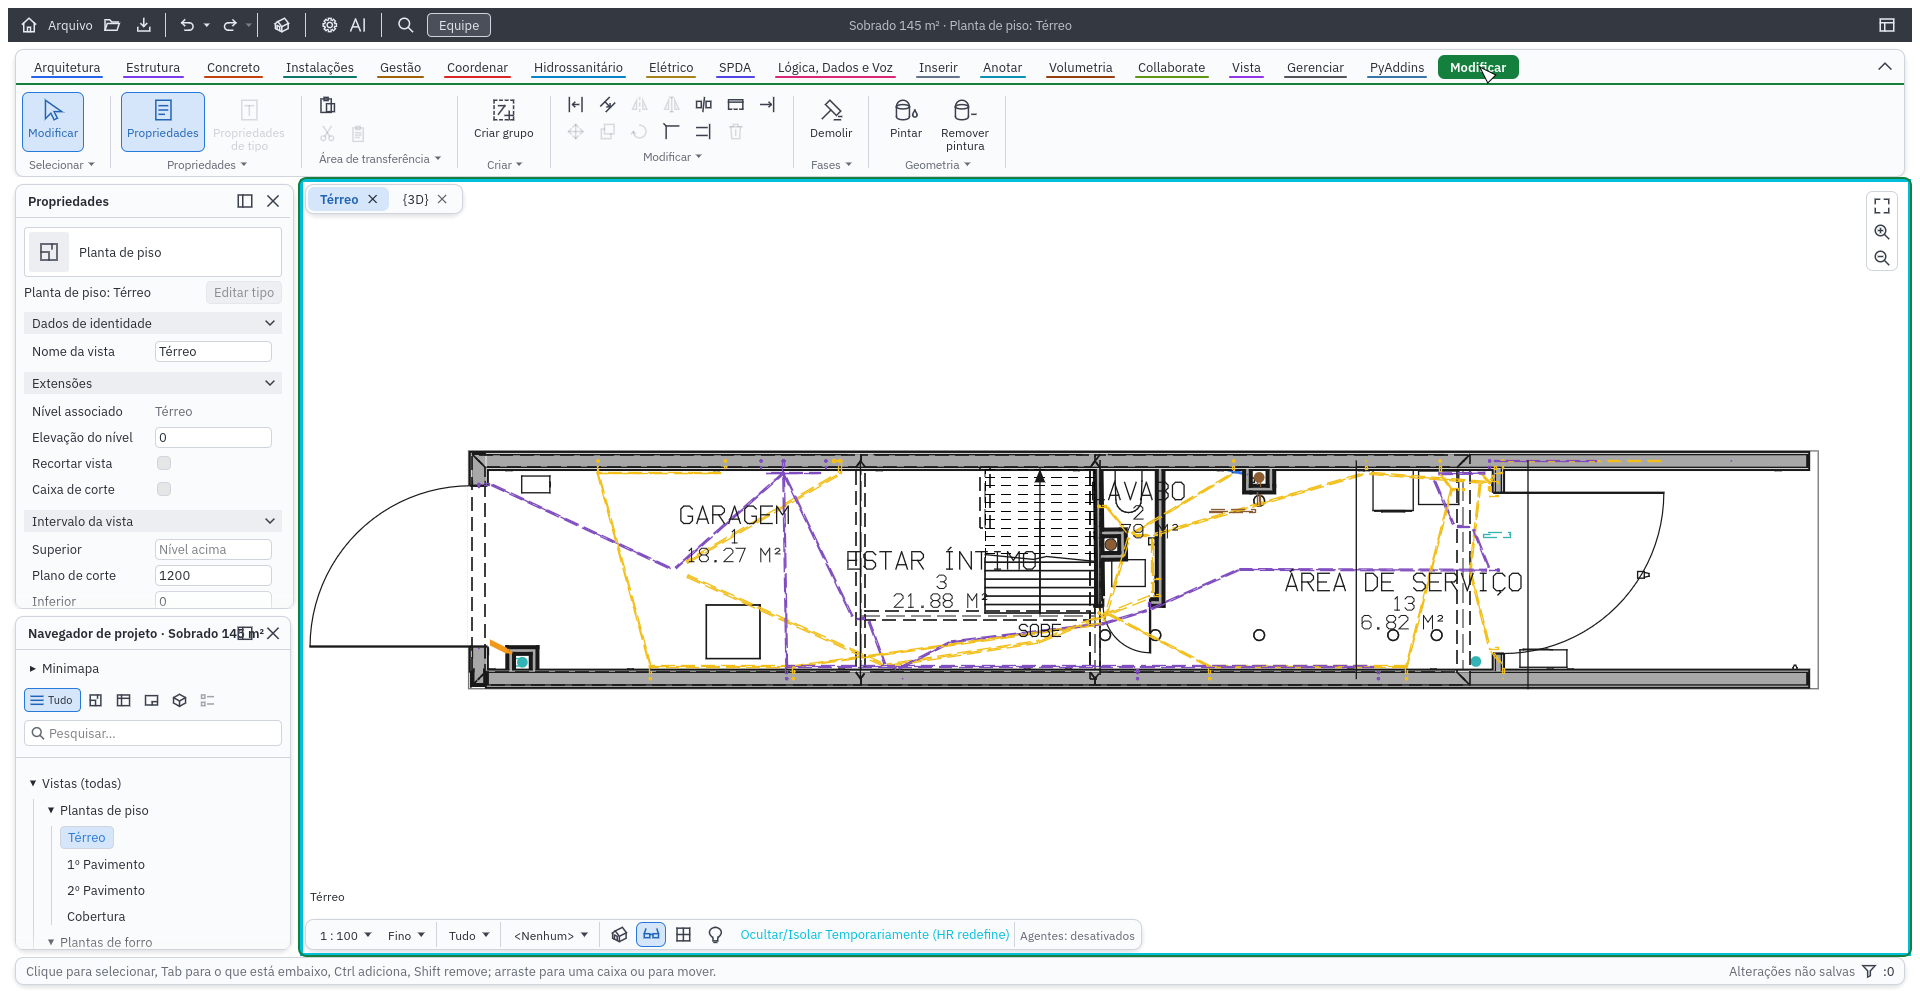 Arquivo
AI
Equipe
Sobrado 145 m² · Planta de piso: Térreo
Arquitetura
Estrutura
Concreto
Instalações
Gestão
Coordenar
Hidrossanitário
Elétrico
SPDA
Lógica, Dados e Voz
Inserir
Anotar
Volumetria
Collaborate
Vista
Gerenciar
PyAddins
Modificar
Modificar
Propriedades
Propriedades
de tipo
Criar grupo
Demolir
Pintar
Remover
pintura
Selecionar
Propriedades
Área de transferência
Criar
Modificar
Fases
Geometria
Propriedades
Planta de piso
Planta de piso: Térreo
Editar tipo
Dados de identidade
Nome da vista
Térreo
Extensões
Nível associado
Térreo
Elevação do nível
0
Recortar vista
Caixa de corte
Intervalo da vista
Superior
Nível acima
Plano de corte
1200
Inferior
0
Navegador de projeto · Sobrado 145 m²
Minimapa
Tudo
Pesquisar...
Vistas (todas)
Plantas de piso
Térreo
1º Pavimento
2º Pavimento
Cobertura
Plantas de forro
Térreo
{3D}
GARAGEM
1
18.27 M²
ESTAR ÍNTIMO
3
21.88 M²
SOBE
LAVABO
2
ÁREA DE SERVIÇO
13
6.82 M²
Térreo
1 : 100
Fino
Tudo
<Nenhum>
Ocultar/Isolar Temporariamente (HR redefine)
Agentes: desativados
Clique para selecionar, Tab para o que está embaixo, Ctrl adiciona, Shift remove; arraste para uma caixa ou para mover.
Alterações não salvas
:0